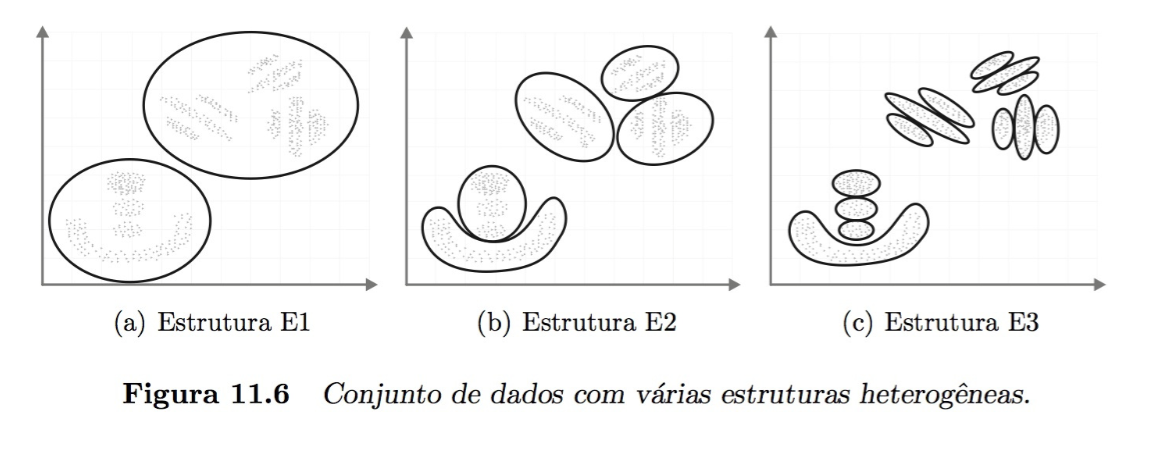 (a) Estrutura E1
(b) Estrutura E2
(c) Estrutura E3
Figura 11.6 Conjunto de dados com várias estruturas heterogêneas.